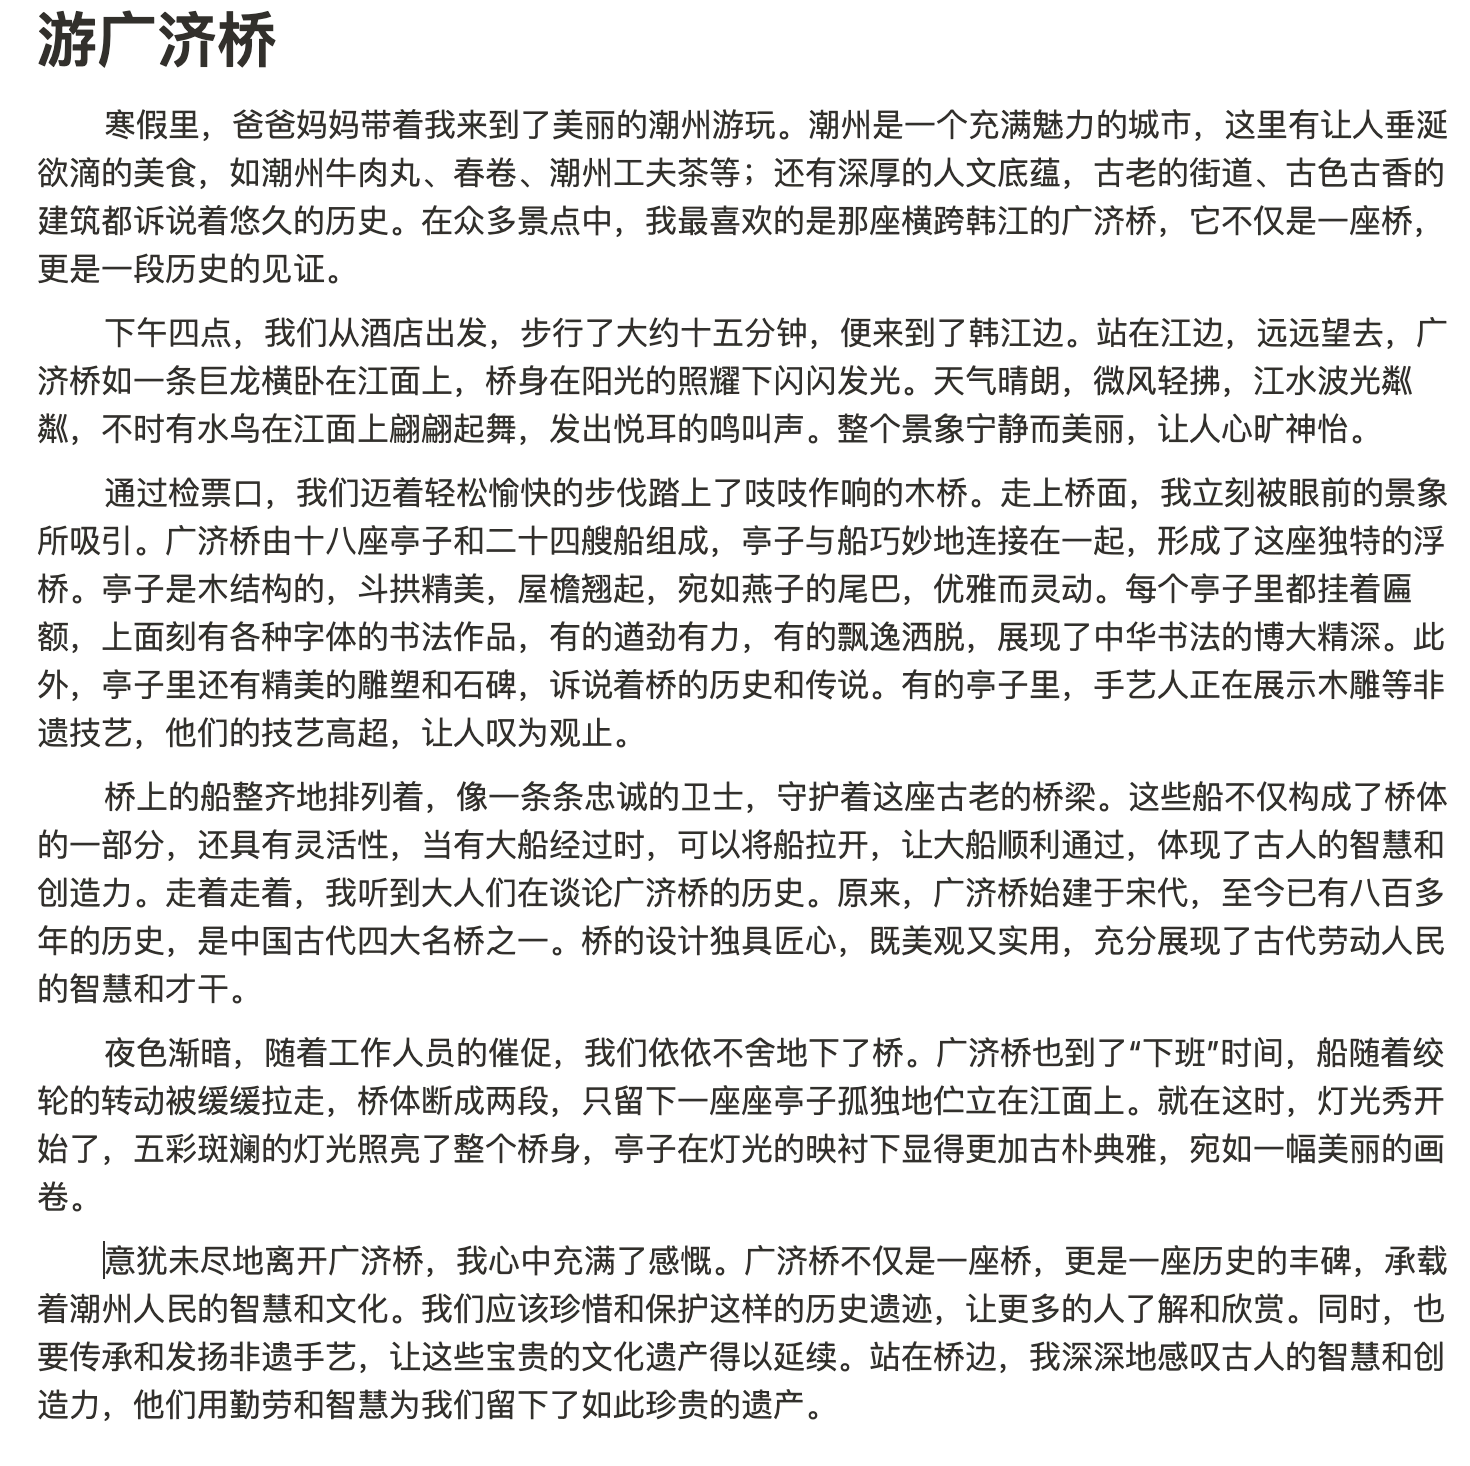 游广济桥
寒假里，爸爸妈妈带着我来到了美丽的潮州游玩。潮州是一个充满魅力的城市，这里有让人垂涎
欲滴的美食，如潮州牛肉丸、春卷、潮州工夫茶等；还有深厚的人文底蕴，古老的街道、古色古香的
建筑都诉说着悠久的历史。在众多景点中，我最喜欢的是那座横跨韩江的广济桥，它不仅是一座桥，
更是一段历史的见证。
下午四点，我们从酒店出发，步行了大约十五分钟，便来到了韩江边。站在江边，远远望去，广
济桥如一条巨龙横卧在江面上，桥身在阳光的照耀下闪闪发光。天气晴朗，微风轻拂，江水波光粼
粼，不时有水鸟在江面上翩翩起舞，发出悦耳的鸣叫声。整个景象宁静而美丽，让人心旷神怡。
通过检票口，我们迈着轻松愉快的步伐踏上了吱吱作响的木桥。走上桥面，我立刻被眼前的景象
所吸引。广济桥由十八座亭子和二十四艘船组成，亭子与船巧妙地连接在一起，形成了这座独特的浮
桥。亭子是木结构的，斗拱精美，屋檐翘起，宛如燕子的尾巴，优雅而灵动。每个亭子里都挂着匾
额，上面刻有各种字体的书法作品，有的遒劲有力，有的飘逸洒脱，展现了中华书法的博大精深。此
外，亭子里还有精美的雕塑和石碑，诉说着桥的历史和传说。有的亭子里，手艺人正在展示木雕等非
遗技艺，他们的技艺高超，让人叹为观止。
桥上的船整齐地排列着，像一条条忠诚的卫士，守护着这座古老的桥梁。这些船不仅构成了桥体
的一部分，还具有灵活性，当有大船经过时，可以将船拉开，让大船顺利通过，体现了古人的智慧和
创造力。走着走着，我听到大人们在谈论广济桥的历史。原来，广济桥始建于宋代，至今已有八百多
年的历史，是中国古代四大名桥之一。桥的设计独具匠心，既美观又实用，充分展现了古代劳动人民
的智慧和才干。
夜色渐暗，随着工作人员的催促，我们依依不舍地下了桥。广济桥也到了“下班”时间，船随着绞
轮的转动被缓缓拉走，桥体断成两段，只留下一座座亭子孤独地伫立在江面上。就在这时，灯光秀开
始了，五彩斑斓的灯光照亮了整个桥身，亭子在灯光的映衬下显得更加古朴典雅，宛如一幅美丽的画
卷。
意犹未尽地离开广济桥，我心中充满了感慨。广济桥不仅是一座桥，更是一座历史的丰碑，承载
着潮州人民的智慧和文化。我们应该珍惜和保护这样的历史遗迹，让更多的人了解和欣赏。同时，也
要传承和发扬非遗手艺，让这些宝贵的文化遗产得以延续。站在桥边，我深深地感叹古人的智慧和创
造力，他们用勤劳和智慧为我们留下了如此珍贵的遗产。